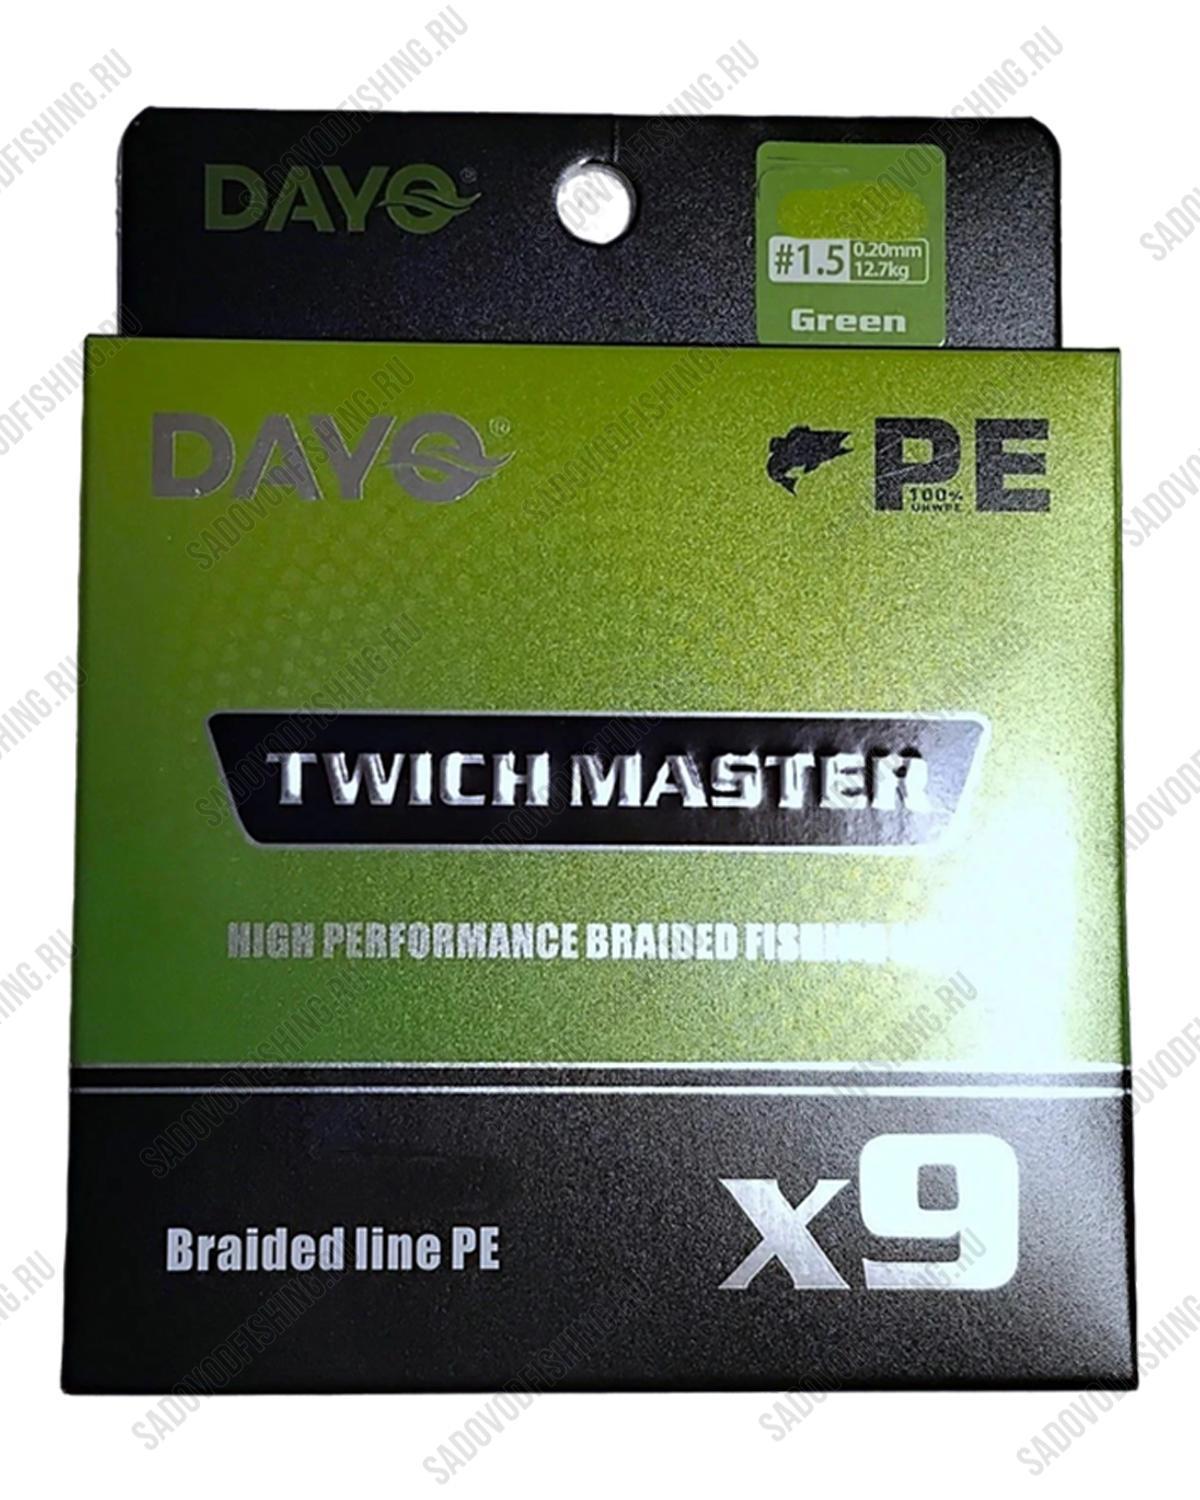 DAYO®
#1.5 0.20mm
12.7kg
Green
DAYO®
PE
100%
UHWPE
TWICH MASTER
HIGH PERFORMANCE BRAIDED
x9
Braided line PE
SADOVODFISHING.RU